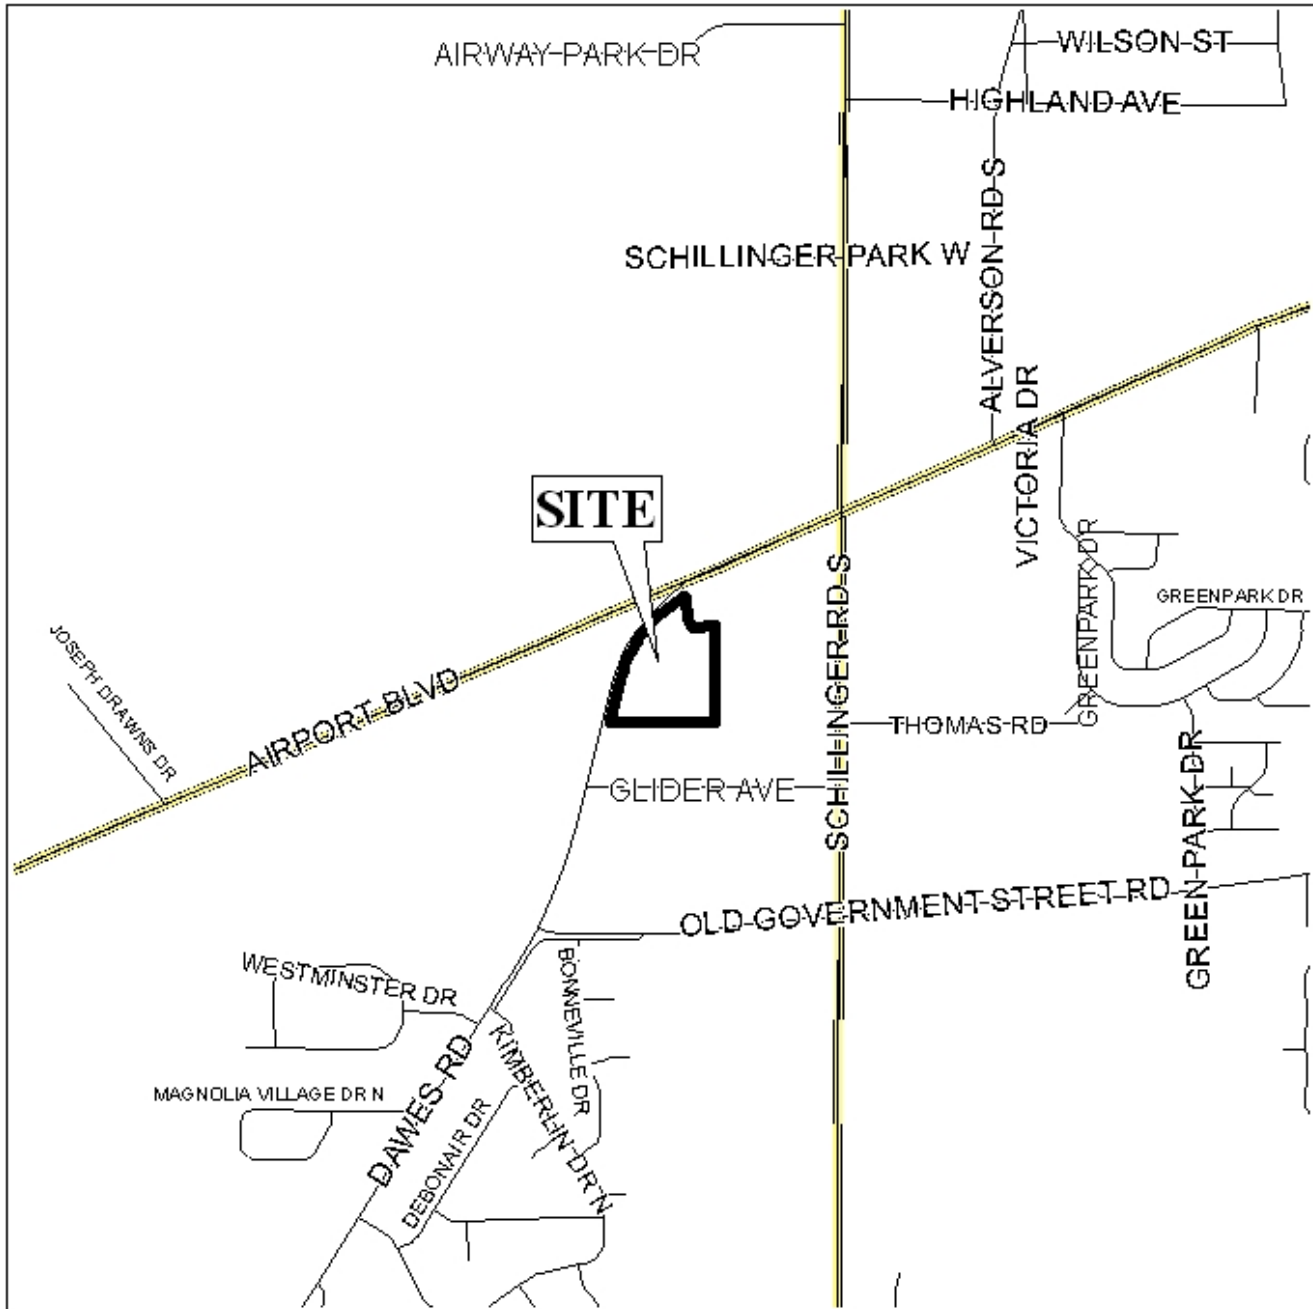 AIRWAY PARK DR
WILSON ST
HIGHLAND AVE
ALVERSON RD S
SCHILLINGER PARK W
VICTORIA DR
SITE
GREENPARK DR
GREENPARK DR
SCHILLINGER RD S
JOSEPH DRAWNS DR
AIRPORT BLVD
THOMAS RD
GLIDER AVE
GREEN PARK DR
OLD GOVERNMENT STREET RD
WESTMINSTER DR
BONNEVILLE DR
KIMBERLIN DR N
DAWES RD
MAGNOLIA VILLAGE DR N
DEBONAIR DR